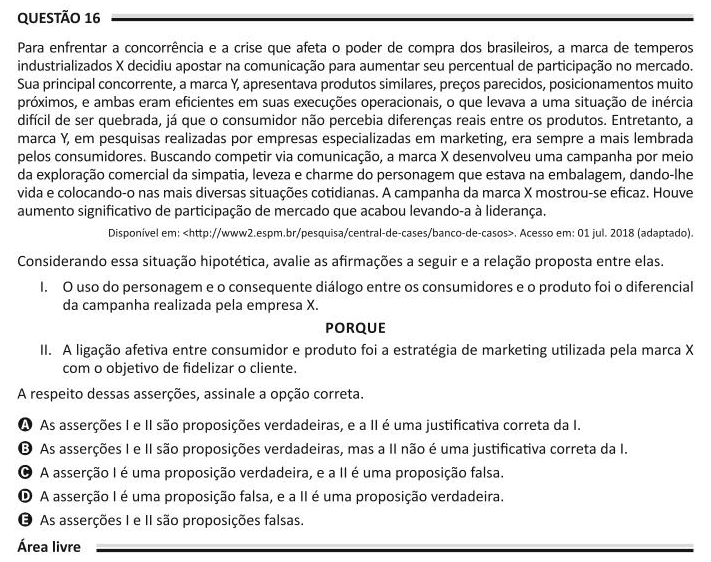 QUESTÃO 16
Para enfrentar a concorrência e a crise que afeta o poder de compra dos brasileiros, a marca de temperos
industrializados X decidiu apostar na comunicação para aumentar seu percentual de participação no mercado.
Sua principal concorrente, a marca Y, apresentava produtos similares, preços parecidos, posicionamentos muito
próximos, e ambas eram eficientes em suas execuções operacionais, o que levava a uma situação de inércia
difícil de ser quebrada, já que o consumidor não percebia diferenças reais entre os produtos. Entretanto, a
marca Y, em pesquisas realizadas por empresas especializadas em marketing, era sempre a mais lembrada
pelos consumidores. Buscando competir via comunicação, a marca X desenvolveu uma campanha por meio
da exploração comercial da simpatia, leveza e charme do personagem que estava na embalagem, dando-lhe
vida e colocando-o nas mais diversas situações cotidianas. A campanha da marca X mostrou-se eficaz. Houve
aumento significativo de participação de mercado que acabou levando-a à liderança.
Disponível em: <http://www2.espm.br/pesquisa/central-de-cases/banco-de-casos>. Acesso em: 01 jul. 2018 (adaptado).
Considerando essa situação hipotética, avalie as afirmações a seguir e a relação proposta entre elas.
I. O uso do personagem e o consequente diálogo entre os consumidores e o produto foi o diferencial
da campanha realizada pela empresa X.
PORQUE
II. A ligação afetiva entre consumidor e produto foi a estratégia de marketing utilizada pela marca X
com o objetivo de fidelizar o cliente.
A respeito dessas asserções, assinale a opção correta.
A As asserções I e II são proposições verdadeiras, e a II é uma justificativa correta da I.
B As asserções I e II são proposições verdadeiras, mas a II não é uma justificativa correta da I.
C A asserção I é uma proposição verdadeira, e a II é uma proposição falsa.
D A asserção I é uma proposição falsa, e a II é uma proposição verdadeira.
E As asserções I e II são proposições falsas.
Área livre